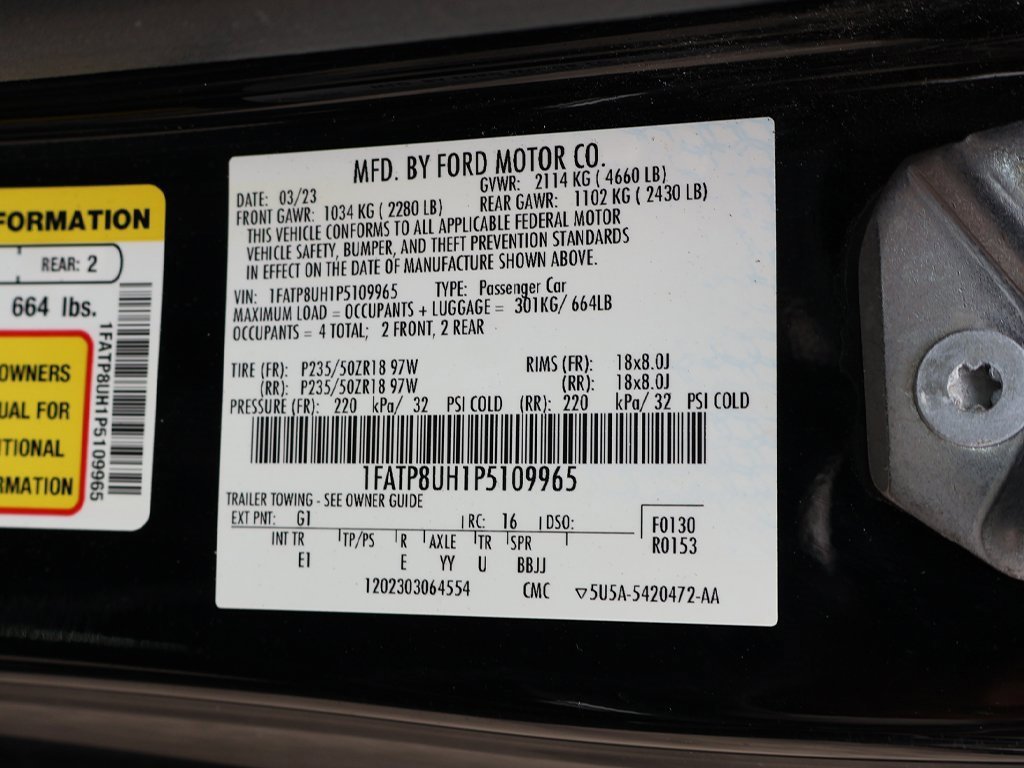 FORMATION
REAR: 2
664 lbs.
OWNERS
UAL FOR
ITIONAL
RMATION
1FATP8UH1P5109965
MFD. BY FORD MOTOR CO.
DATE: 03/23 GVWR: 2114 KG ( 4660 LB)
FRONT GAWR: 1034 KG ( 2280 LB) REAR GAWR: 1102 KG ( 2430 LB)
THIS VEHICLE CONFORMS TO ALL APPLICABLE FEDERAL MOTOR
VEHICLE SAFETY, BUMPER, AND THEFT PREVENTION STANDARDS
IN EFFECT ON THE DATE OF MANUFACTURE SHOWN ABOVE.
VIN: 1FATP8UH1P5109965 TYPE: Passenger Car
MAXIMUM LOAD = OCCUPANTS + LUGGAGE = 301KG/ 664LB
OCCUPANTS = 4 TOTAL; 2 FRONT, 2 REAR
TIRE (FR): P235/50ZR18 97W RIMS (FR): 18x8.0J
(RR): P235/50ZR18 97W (RR): 18x8.0J
PRESSURE (FR): 220 kPa/ 32 PSI COLD (RR): 220 kPa/ 32 PSI COLD
1FATP8UH1P5109965
TRAILER TOWING - SEE OWNER GUIDE
EXT PNT: G1 RC: 16 DSO: F0130
INT TR TP/PS R AXLE TR SPR R0153
E1 E YY U BBJJ
1202303064554 CMC ▽5U5A-5420472-AA